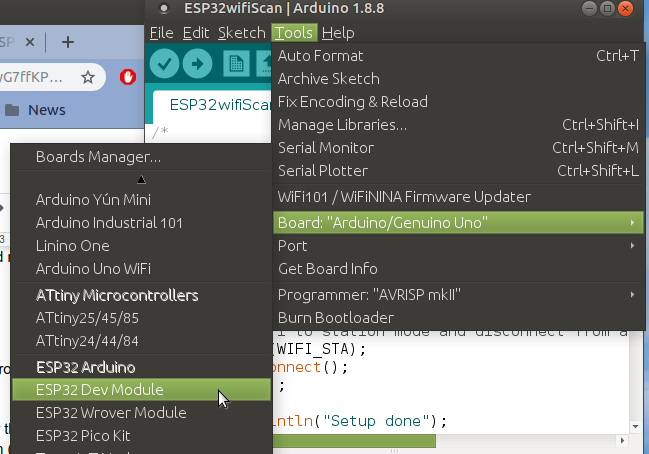 ESP32wifiScan | Arduino 1.8.8
File Edit Sketch Tools Help
yG7ffKP...
News
ESP32wifiScan
/*
Auto Format Ctrl+T
Archive Sketch
Fix Encoding & Reload
Manage Libraries... Ctrl+Shift+I
Serial Monitor Ctrl+Shift+M
Serial Plotter Ctrl+Shift+L
WiFi101 / WiFiNINA Firmware Updater
Board: "Arduino/Genuino Uno"
Port
Get Board Info
Programmer: "AVRISP mkII"
Burn Bootloader
Boards Manager...
Arduino Yún Mini
Arduino Industrial 101
Linino One
Arduino Uno WiFi
ATtiny Microcontrollers
ATtiny25/45/85
ATtiny24/44/84
ESP32 Arduino
ESP32 Dev Module
ESP32 Wrover Module
ESP32 Pico Kit
to station mode and disconnect from a
(WIFI_STA);
onnect();
;
intln("Setup done");